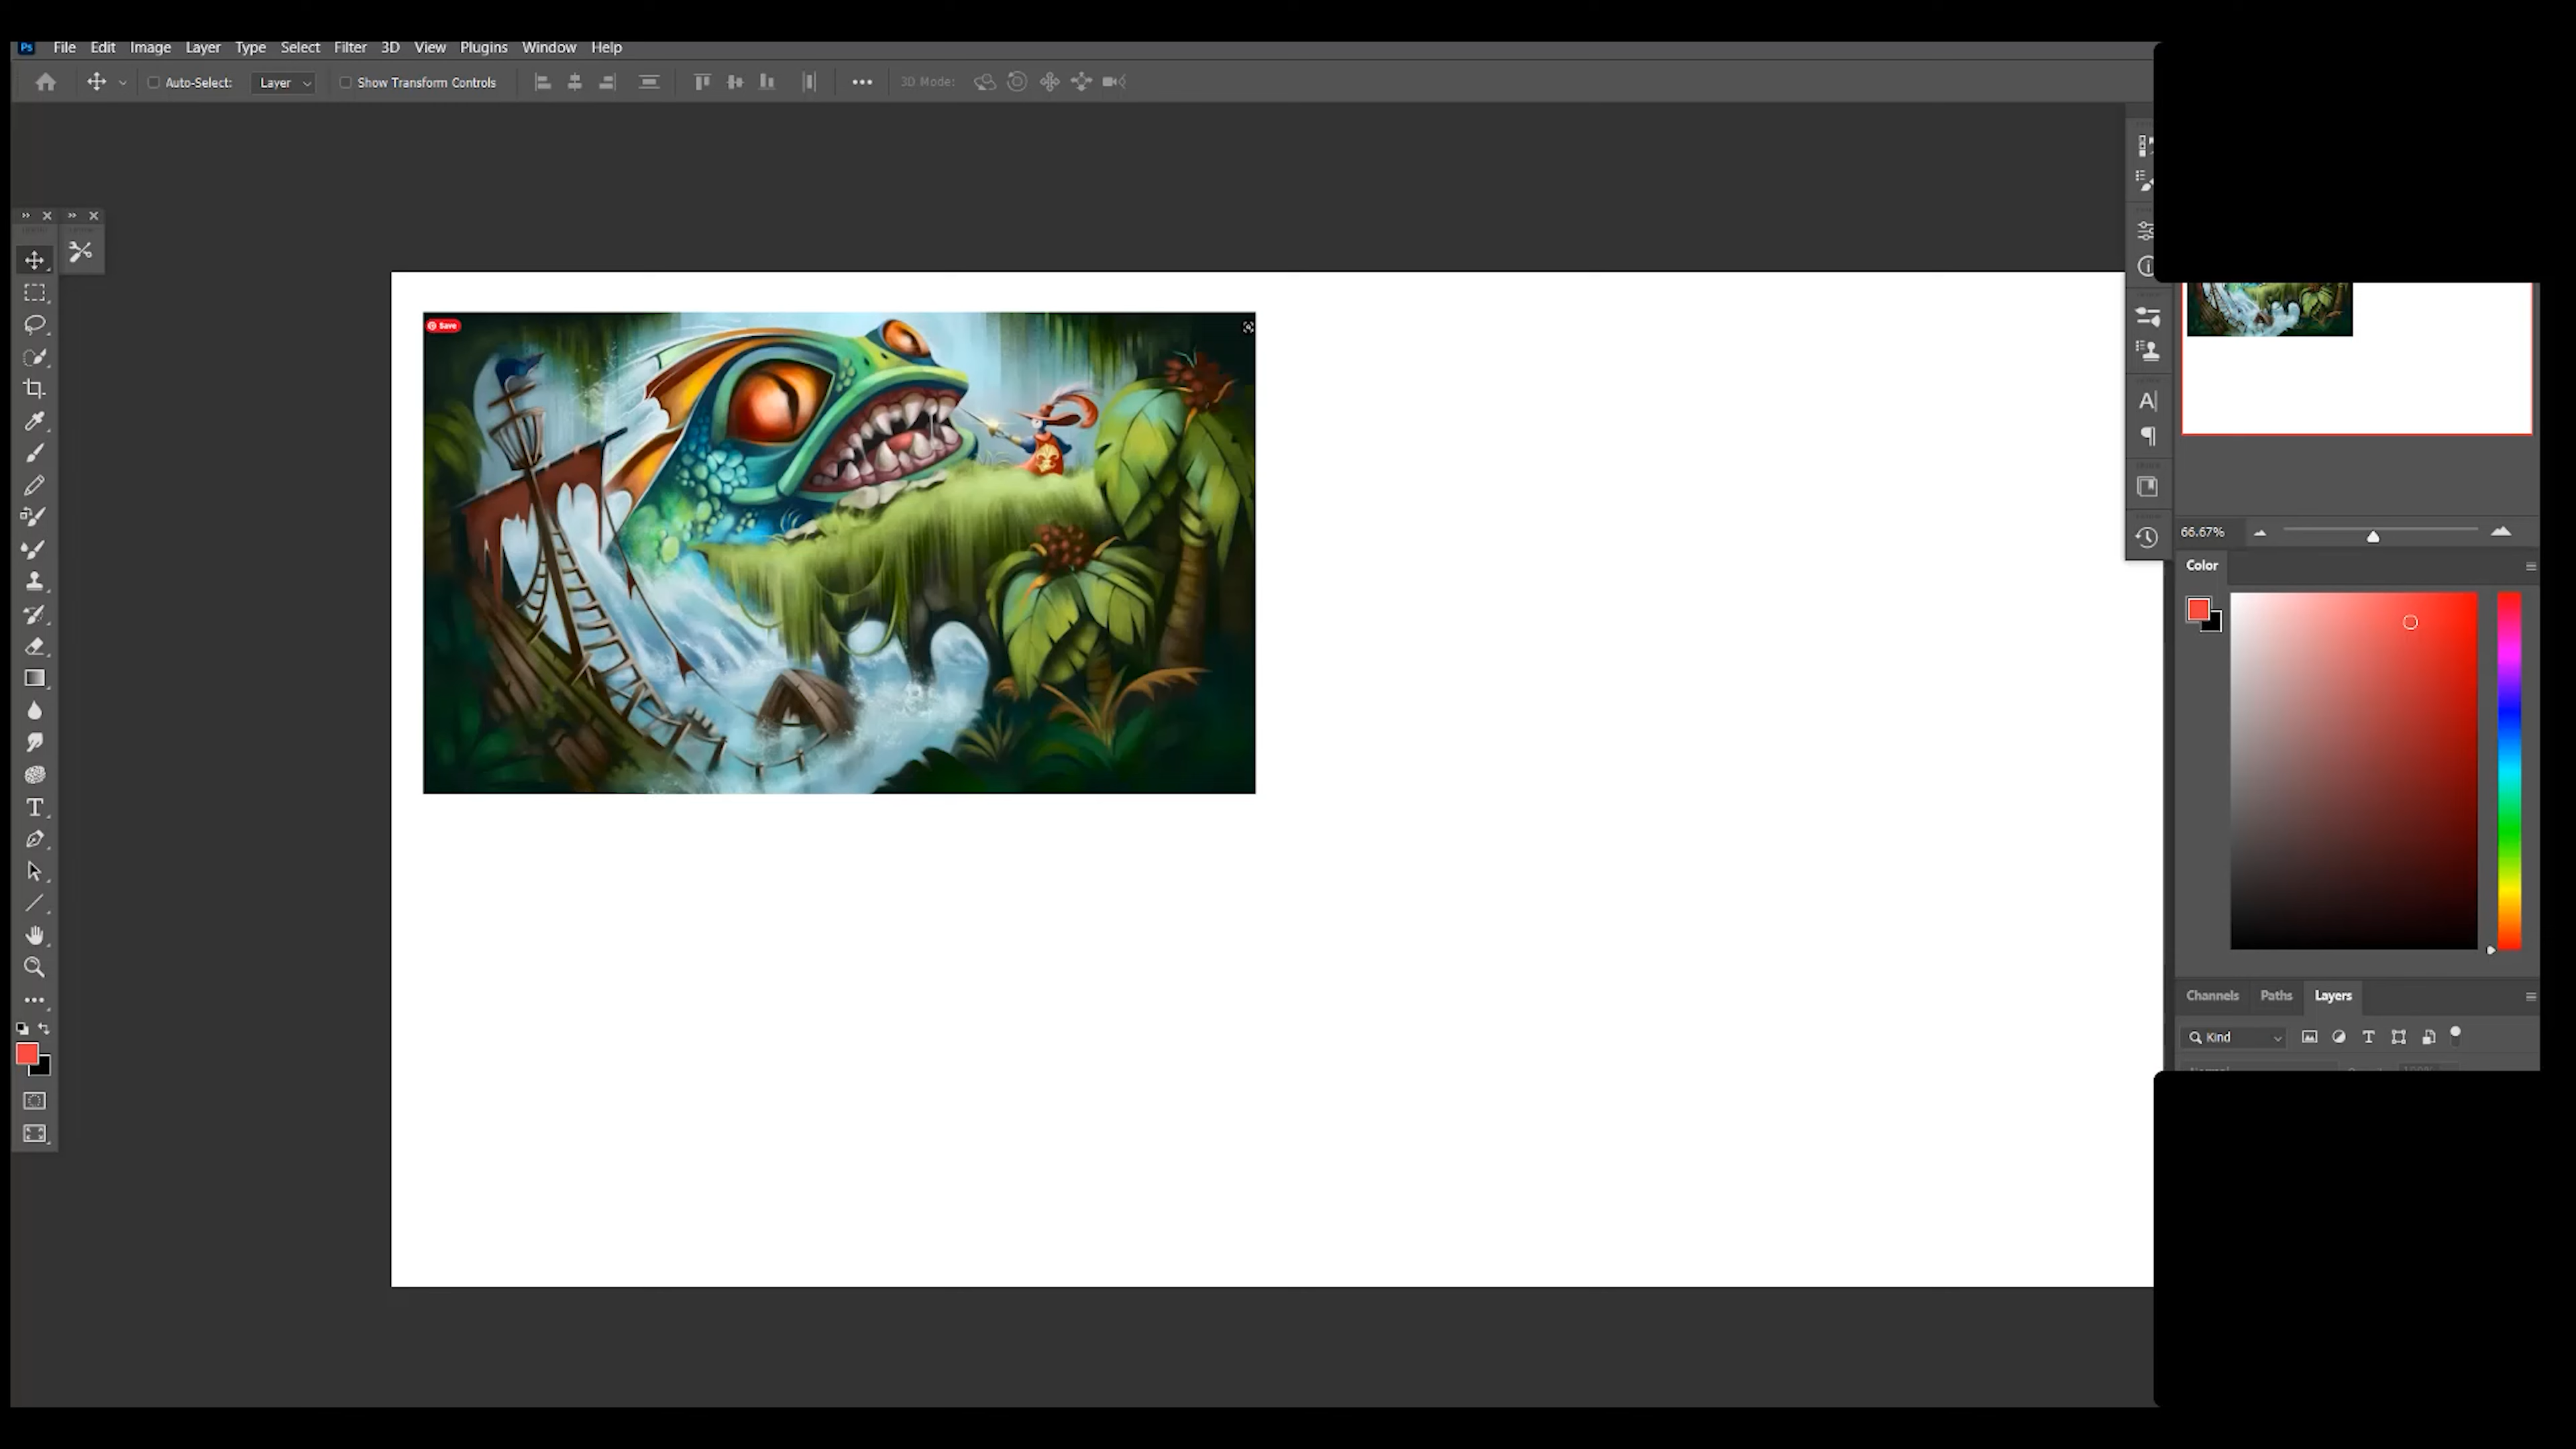 Ps File Edit Image Layer Type Select Filter 3D View Plugins Window Help
Auto-Select: Layer Show Transform Controls 3D Mode:
Save
66.67%
Color
Channels Paths Layers
Kind